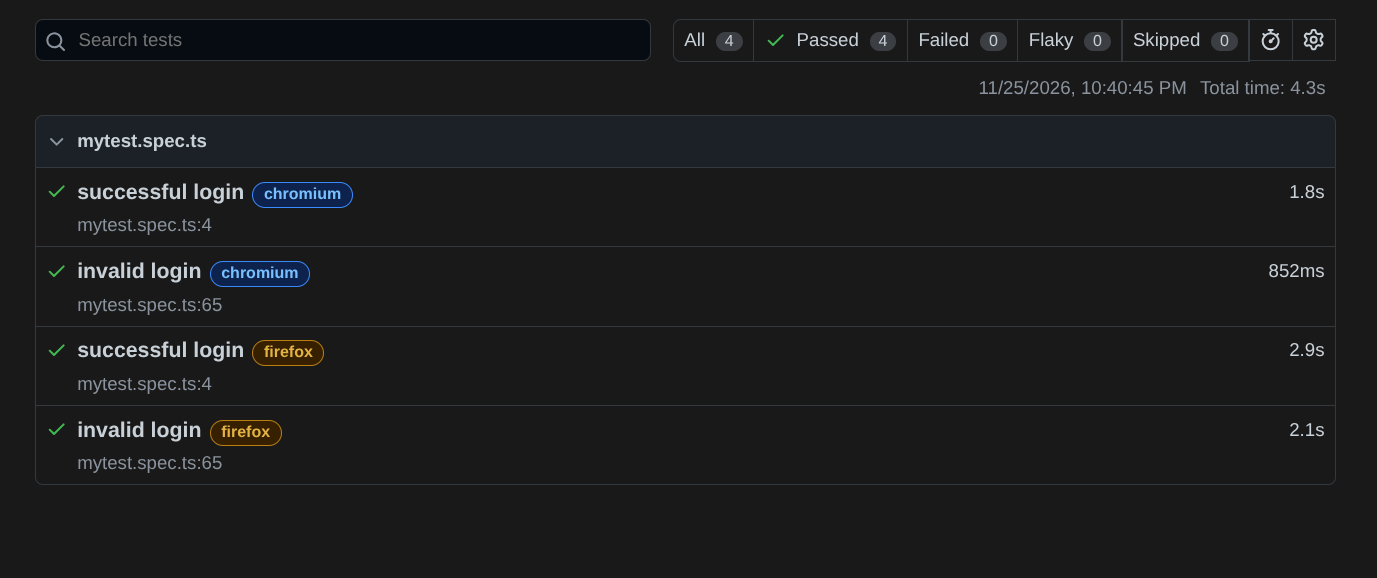 Search tests
All 4 Passed 4 Failed 0 Flaky 0 Skipped 0
11/25/2026, 10:40:45 PM Total time: 4.3s
mytest.spec.ts
successful login chromium 1.8s
mytest.spec.ts:4
invalid login chromium 852ms
mytest.spec.ts:65
successful login firefox 2.9s
mytest.spec.ts:4
invalid login firefox 2.1s
mytest.spec.ts:65